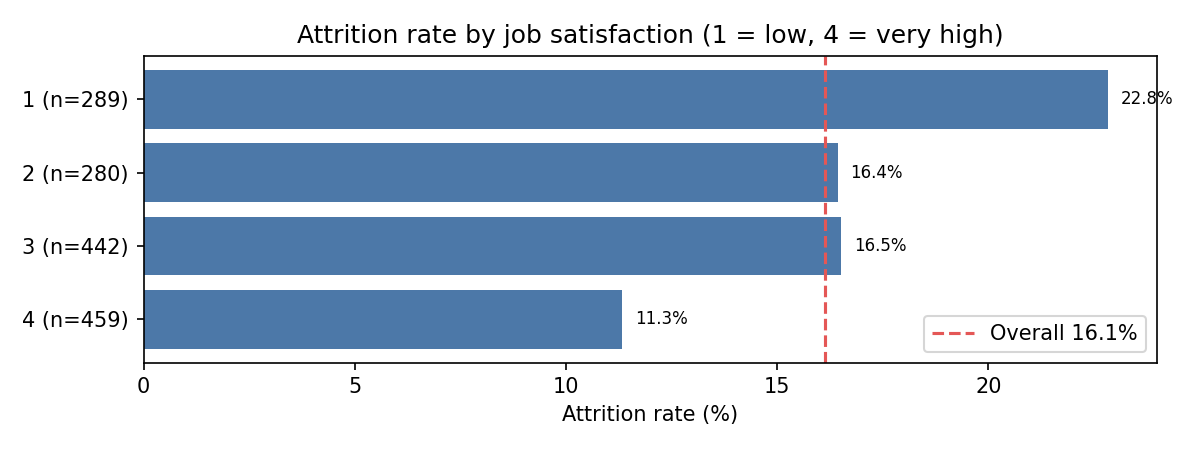 Attrition rate by job satisfaction (1 = low, 4 = very high)
1 (n=289)
22.8%
2 (n=280)
16.4%
3 (n=442)
16.5%
4 (n=459)
11.3%
Overall 16.1%
0 5 10 15 20
Attrition rate (%)